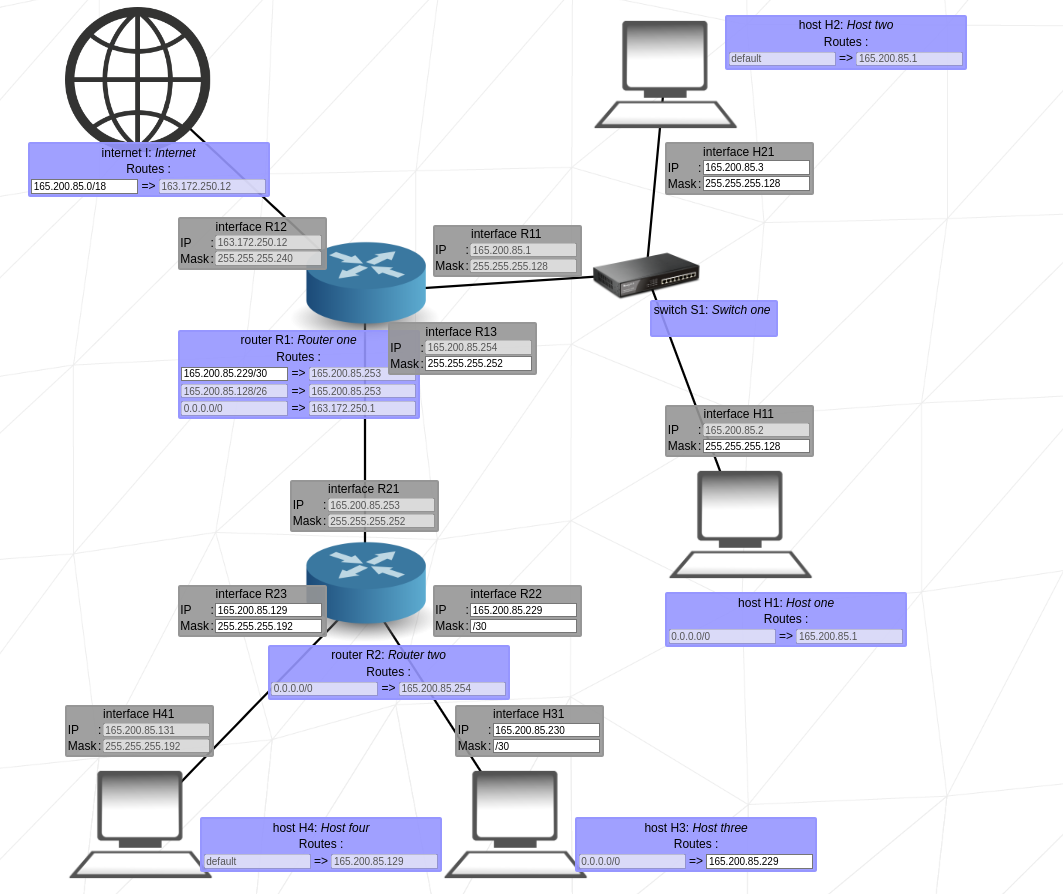 host H2: Host two
Routes :
default => 165.200.85.1
internet I: Internet
Routes :
165.200.85.0/18 => 163.172.250.12
interface H21
IP : 165.200.85.3
Mask : 255.255.255.128
interface R12
IP : 163.172.250.12
Mask : 255.255.255.240
interface R11
IP : 165.200.85.1
Mask : 255.255.255.128
switch S1: Switch one
interface R13
IP : 165.200.85.254
Mask : 255.255.255.252
router R1: Router one
Routes :
165.200.85.229/30 => 165.200.85.253
165.200.85.128/26 => 165.200.85.253
0.0.0.0/0 => 163.172.250.1
interface H11
IP : 165.200.85.2
Mask : 255.255.255.128
interface R21
IP : 165.200.85.253
Mask : 255.255.255.252
interface R23
IP : 165.200.85.129
Mask : 255.255.255.192
interface R22
IP : 165.200.85.229
Mask : /30
host H1: Host one
Routes :
0.0.0.0/0 => 165.200.85.1
router R2: Router two
Routes :
0.0.0.0/0 => 165.200.85.254
interface H41
IP : 165.200.85.131
Mask : 255.255.255.192
interface H31
IP : 165.200.85.230
Mask : /30
host H4: Host four
Routes :
default => 165.200.85.129
host H3: Host three
Routes :
0.0.0.0/0 => 165.200.85.229